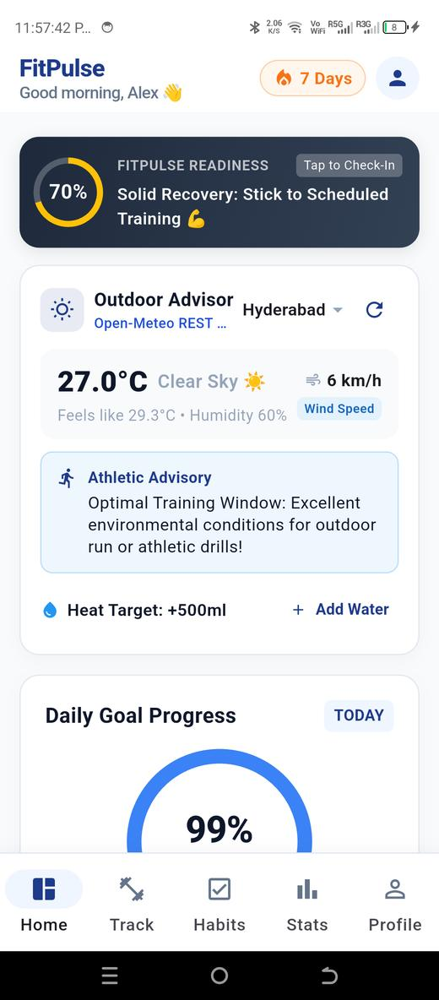 11:57:42 P...
2.06 K/S
Vo WiFi
R5G
R3G
8
FitPulse
Good morning, Alex 👋
7 Days
70%
FITPULSE READINESS
Tap to Check-In
Solid Recovery: Stick to Scheduled
Training 💪
Outdoor Advisor
Open-Meteo REST ...
Hyderabad
27.0°C Clear Sky ☀️
6 km/h
Feels like 29.3°C • Humidity 60%
Wind Speed
Athletic Advisory
Optimal Training Window: Excellent
environmental conditions for outdoor
run or athletic drills!
Heat Target: +500ml
+ Add Water
Daily Goal Progress
TODAY
99%
Home
Track
Habits
Stats
Profile